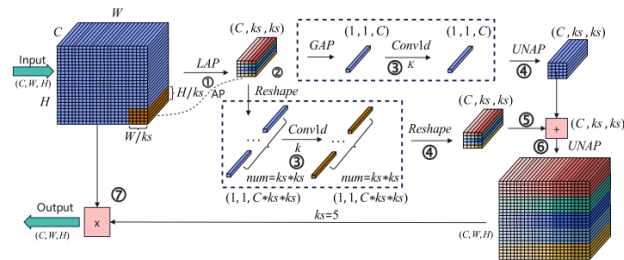 W
C
Input
(C,W,H)
H
H/ks
W/ks
LAP
①
AP
(C,ks,ks)
②
Reshape
GAP
(1,1,C)
Conv1d
③
K
(1,1,C)
UNAP
④
(C,ks,ks)
...
Conv1d
k
③
...
num=ks*ks
num=ks*ks
(1,1,C*ks*ks)
(1,1,C*ks*ks)
Reshape
④
(C,ks,ks)
⑤
+
(C,ks,ks)
⑥
UNAP
(C,W,H)
ks=5
⑦
x
Output
(C,W,H)